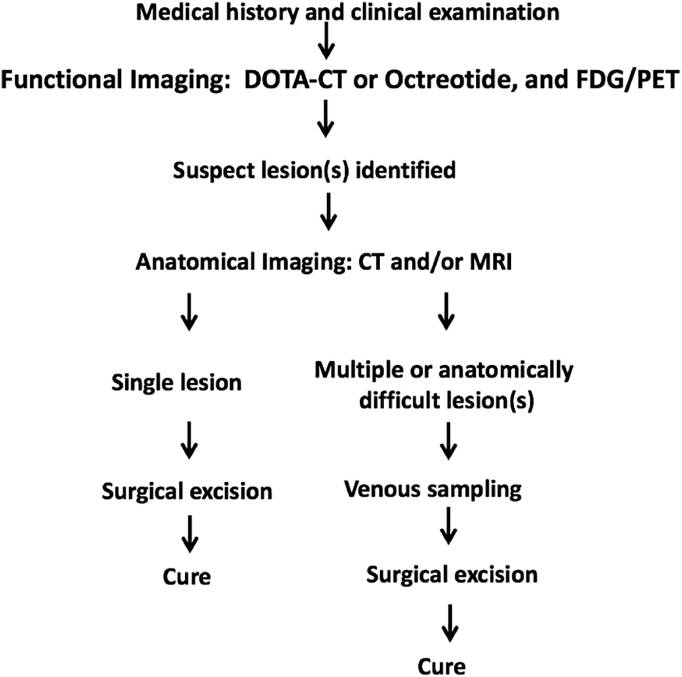 Medical history and clinical examination
Functional Imaging: DOTA-CT or Octreotide, and FDG/PET
Suspect lesion(s) identified
Anatomical Imaging: CT and/or MRI
Single lesion
Surgical excision
Cure
Multiple or anatomically
difficult lesion(s)
Venous sampling
Surgical excision
Cure